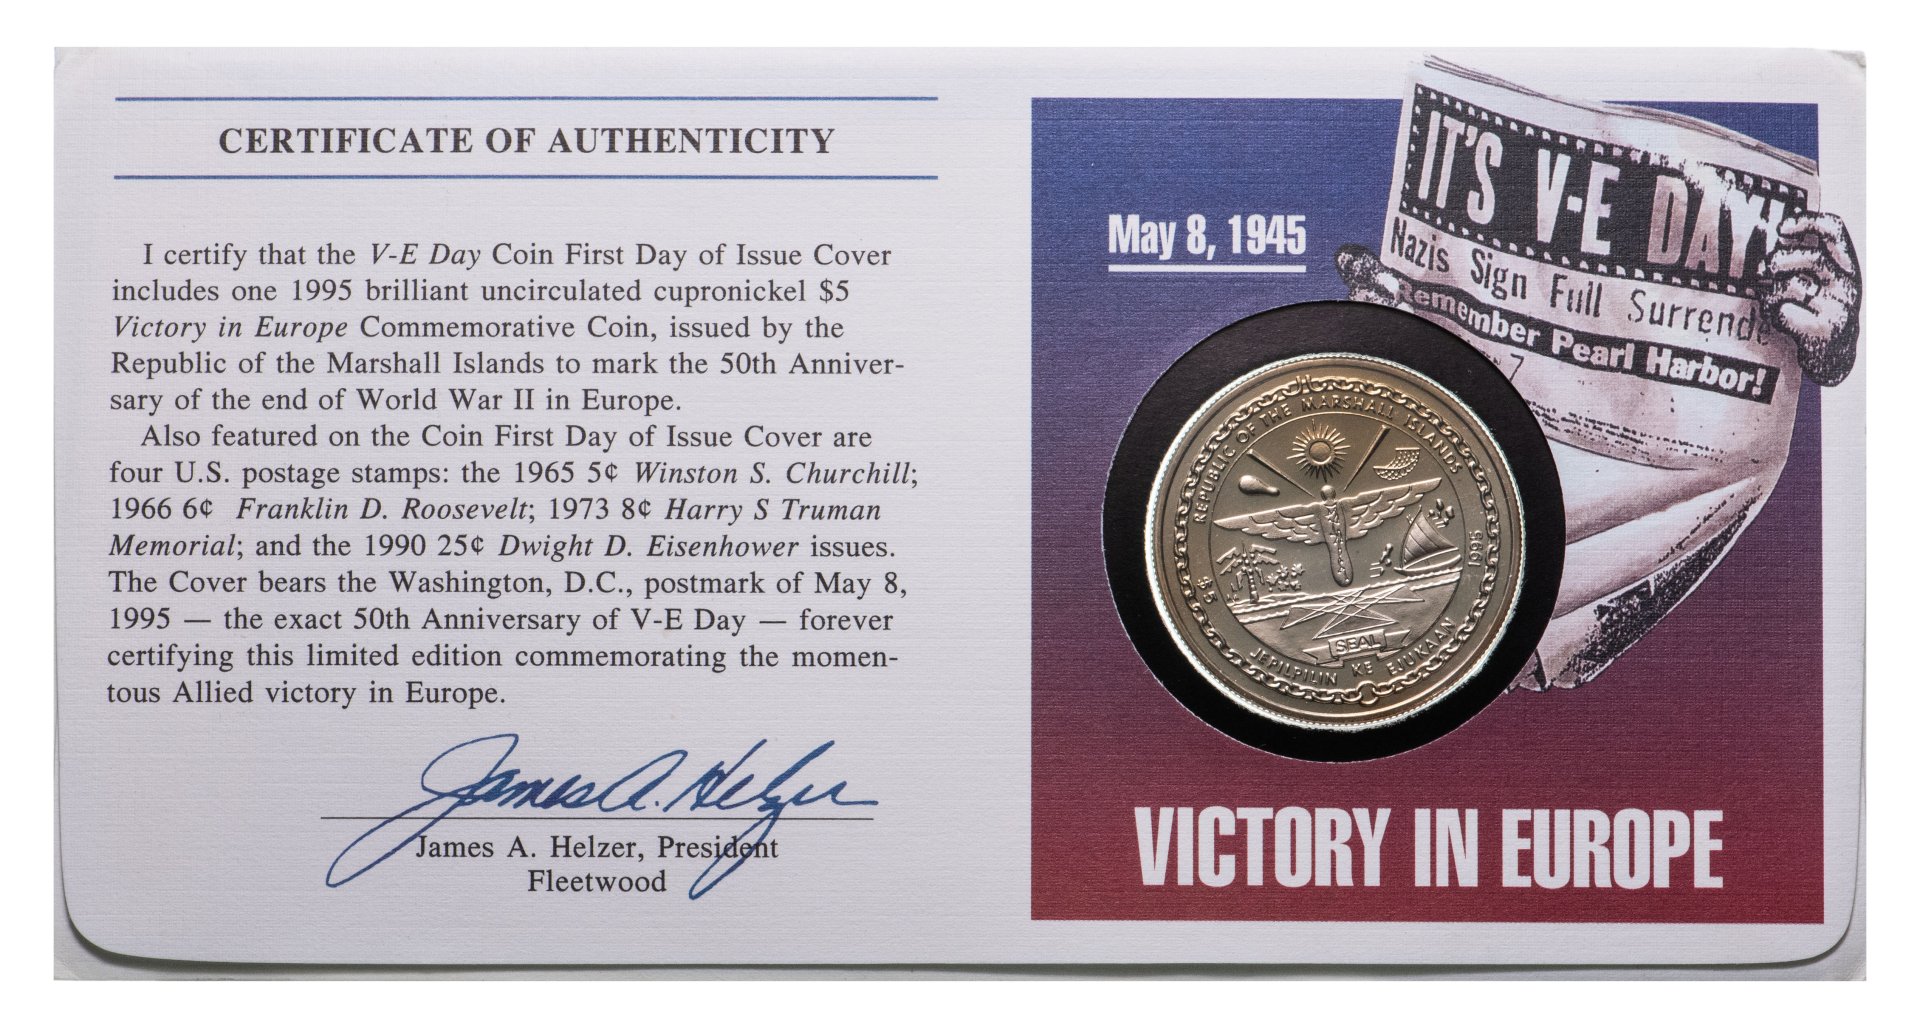 CERTIFICATE OF AUTHENTICITY
I certify that the V-E Day Coin First Day of Issue Cover
includes one 1995 brilliant uncirculated cupronickel $5
Victory in Europe Commemorative Coin, issued by the
Republic of the Marshall Islands to mark the 50th Anniver-
sary of the end of World War II in Europe.
Also featured on the Coin First Day of Issue Cover are
four U.S. postage stamps: the 1965 5¢ Winston S. Churchill;
1966 6¢ Franklin D. Roosevelt; 1973 8¢ Harry S Truman
Memorial; and the 1990 25¢ Dwight D. Eisenhower issues.
The Cover bears the Washington, D.C., postmark of May 8,
1995 — the exact 50th Anniversary of V-E Day — forever
certifying this limited edition commemorating the momen-
tous Allied victory in Europe.
James A. Helzer
James A. Helzer, President
Fleetwood
IT'S V-E DAY!
Nazis Sign Full Surrende
Remember Pearl Harbor!
7
May 8, 1945
REPUBLIC OF THE MARSHALL ISLANDS
1995
$5
SEAL
JEPILPILIN KE EJUKAAN
VICTORY IN EUROPE